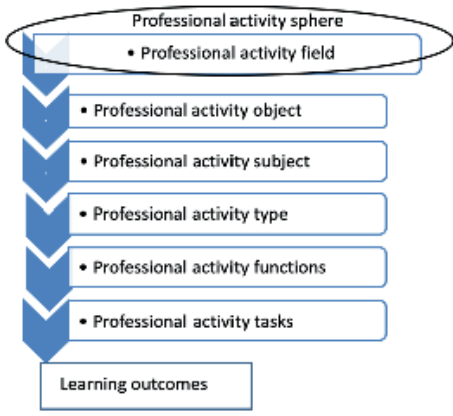 Professional activity sphere
• Professional activity field
• Professional activity object
• Professional activity subject
• Professional activity type
• Professional activity functions
• Professional activity tasks
Learning outcomes